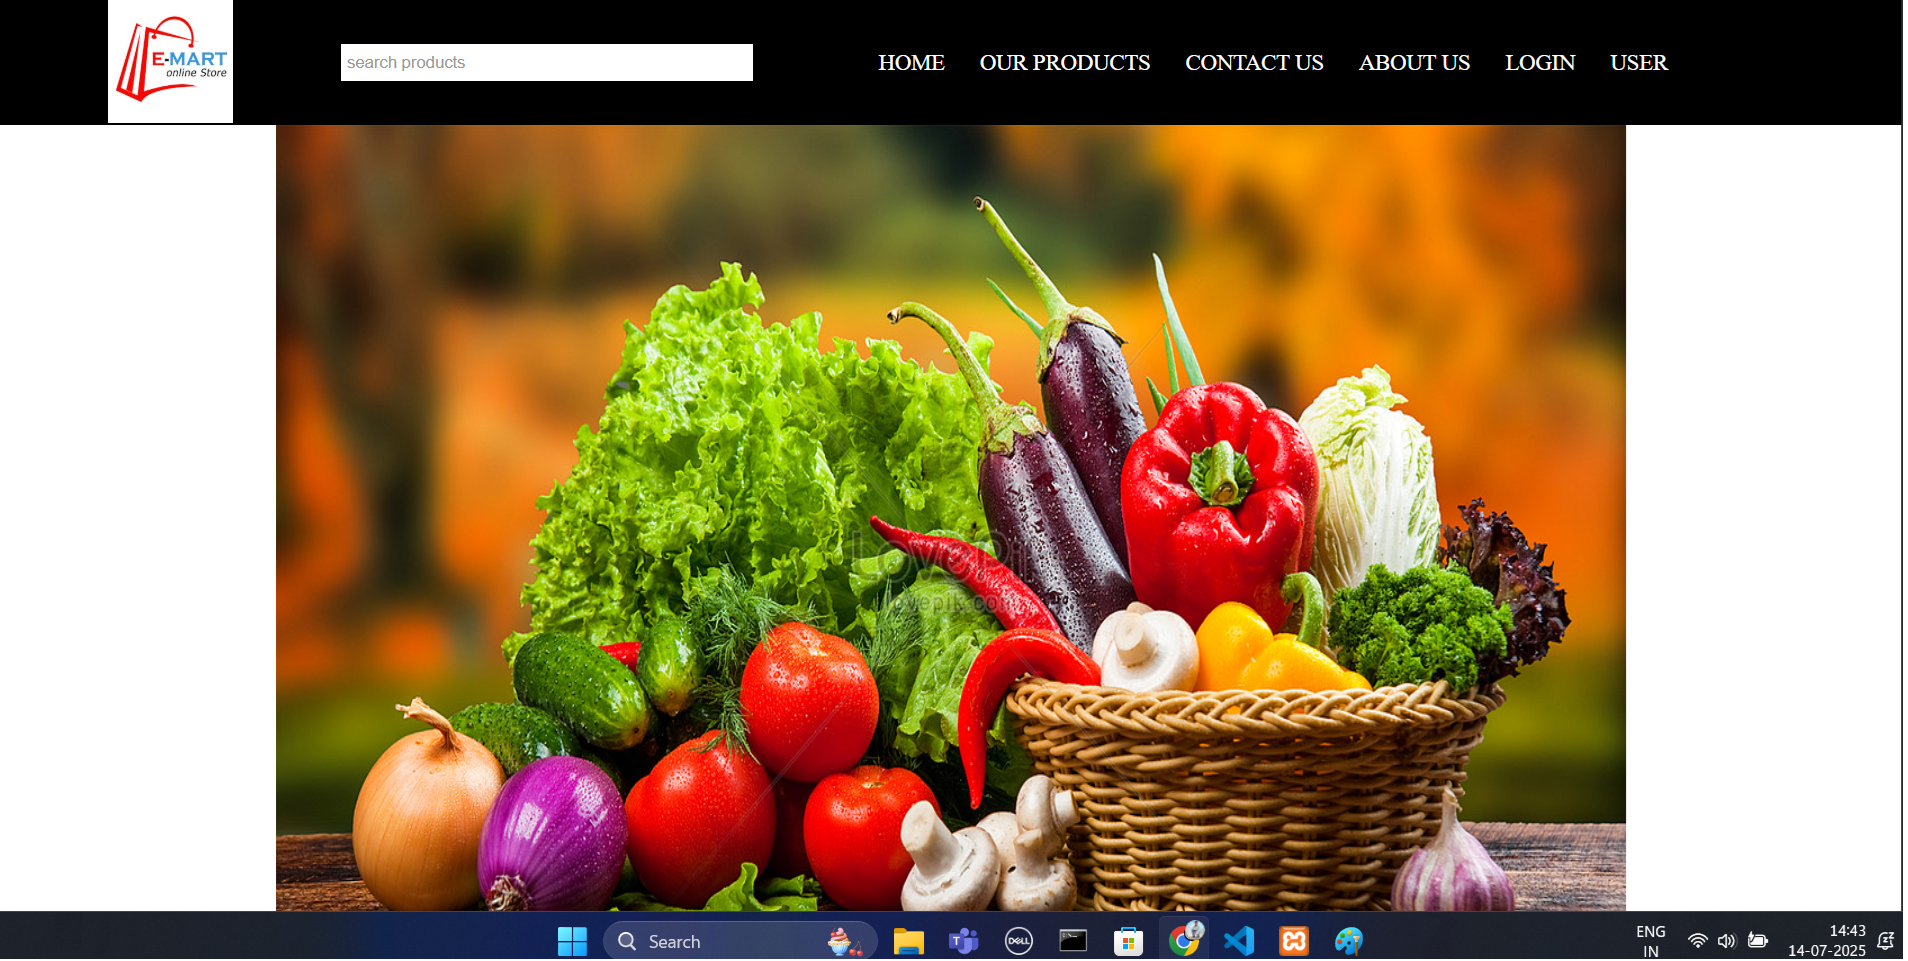 E-MART
online Store
search products
HOME OUR PRODUCTS CONTACT US ABOUT US LOGIN USER
lovepik.com
Search
DELL
ENG
IN
14:43
14-07-2025